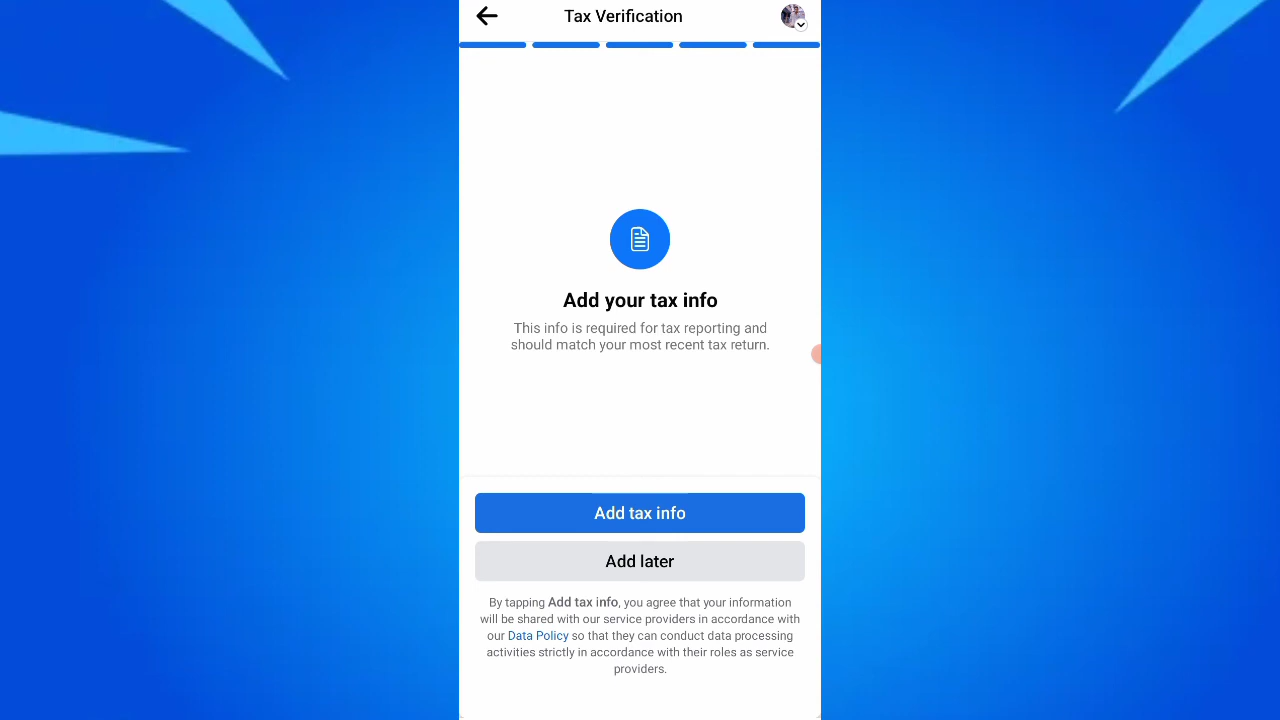 Tax Verification
Add your tax info
This info is required for tax reporting and
should match your most recent tax return.
Add tax info
Add later
By tapping Add tax info, you agree that your information
will be shared with our service providers in accordance with
our Data Policy so that they can conduct data processing
activities strictly in accordance with their roles as service
providers.